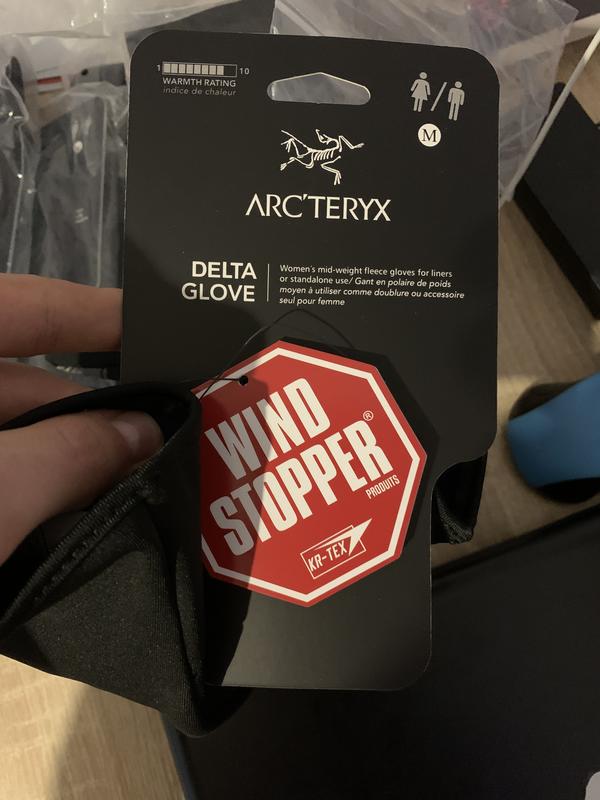 1 10
WARMTH RATING
indice de chaleur
M
ARC'TERYX
DELTA
GLOVE
Women's mid-weight fleece gloves for liners
or standalone use/ Gant en polaire de poids
moyen à utiliser comme doublure ou accessoire
seul pour femme
WIND
STOPPER®
PRODUITS
KR-TEX